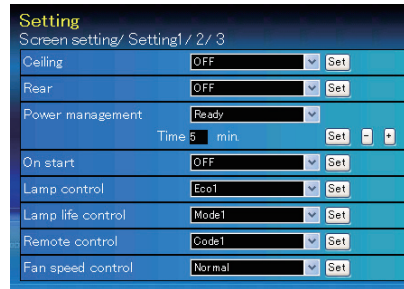 Setting
Screen setting/ Setting1/ 2/ 3
Ceiling OFF Set
Rear OFF Set
Power management Ready
Time 5 min. Set - +
On start OFF Set
Lamp control Eco1 Set
Lamp life control Mode1 Set
Remote control Code1 Set
Fan speed control Normal Set